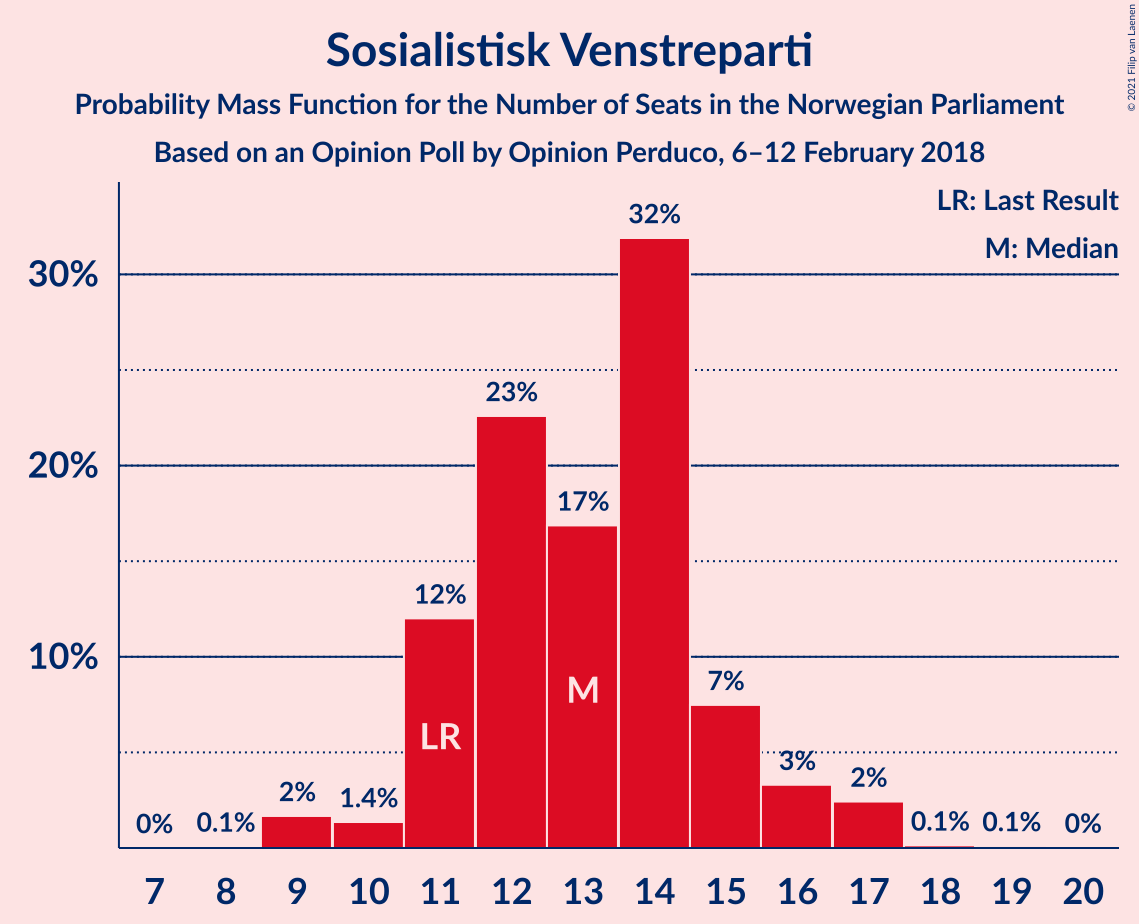 Sosialistisk Venstreparti
Probability Mass Function for the Number of Seats in the Norwegian Parliament
Based on an Opinion Poll by Opinion Perduco, 6–12 February 2018
© 2021 Filip van Laenen
LR: Last Result
M: Median
30%
20%
10%
0%
0.1%
2%
1.4%
12%
23%
17%
32%
7%
3%
2%
0.1%
0.1%
0%
LR
M
7 8 9 10 11 12 13 14 15 16 17 18 19 20